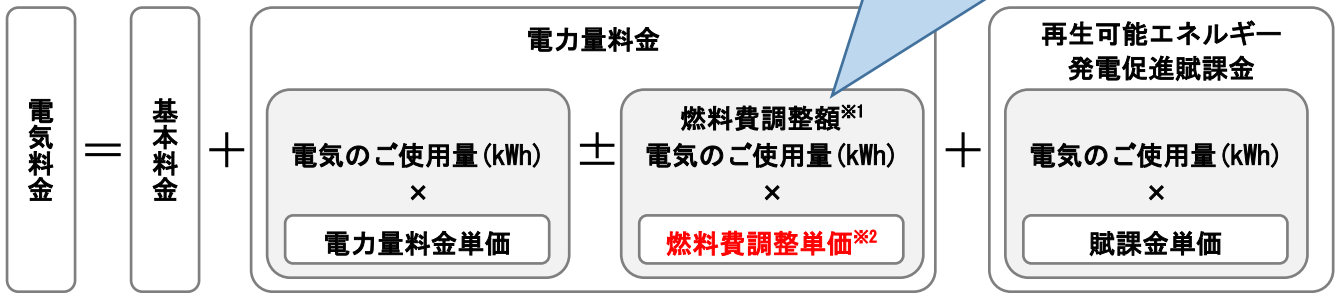 電気料金
＝
基本料金
＋
電力量料金
電気のご使用量(kWh)
×
電力量料金単価
±
燃料費調整額※1
電気のご使用量(kWh)
×
燃料費調整単価※2
＋
再生可能エネルギー
発電促進賦課金
電気のご使用量(kWh)
×
賦課金単価